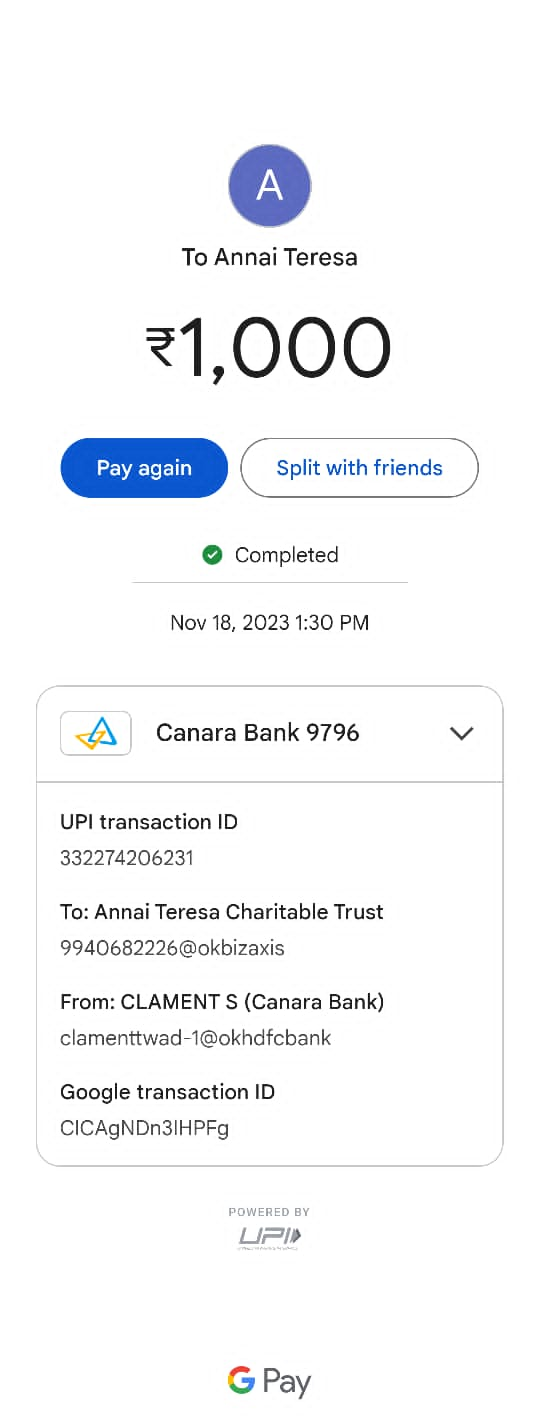 A
To Annai Teresa
₹1,000
Pay again
Split with friends
Completed
Nov 18, 2023 1:30 PM
Canara Bank 9796
UPI transaction ID
332274206231
To: Annai Teresa Charitable Trust
9940682226@okbizaxis
From: CLAMENT S (Canara Bank)
clamenttwad-1@okhdfcbank
Google transaction ID
CICAgNDn3IHPFg
POWERED BY
UPI
G Pay